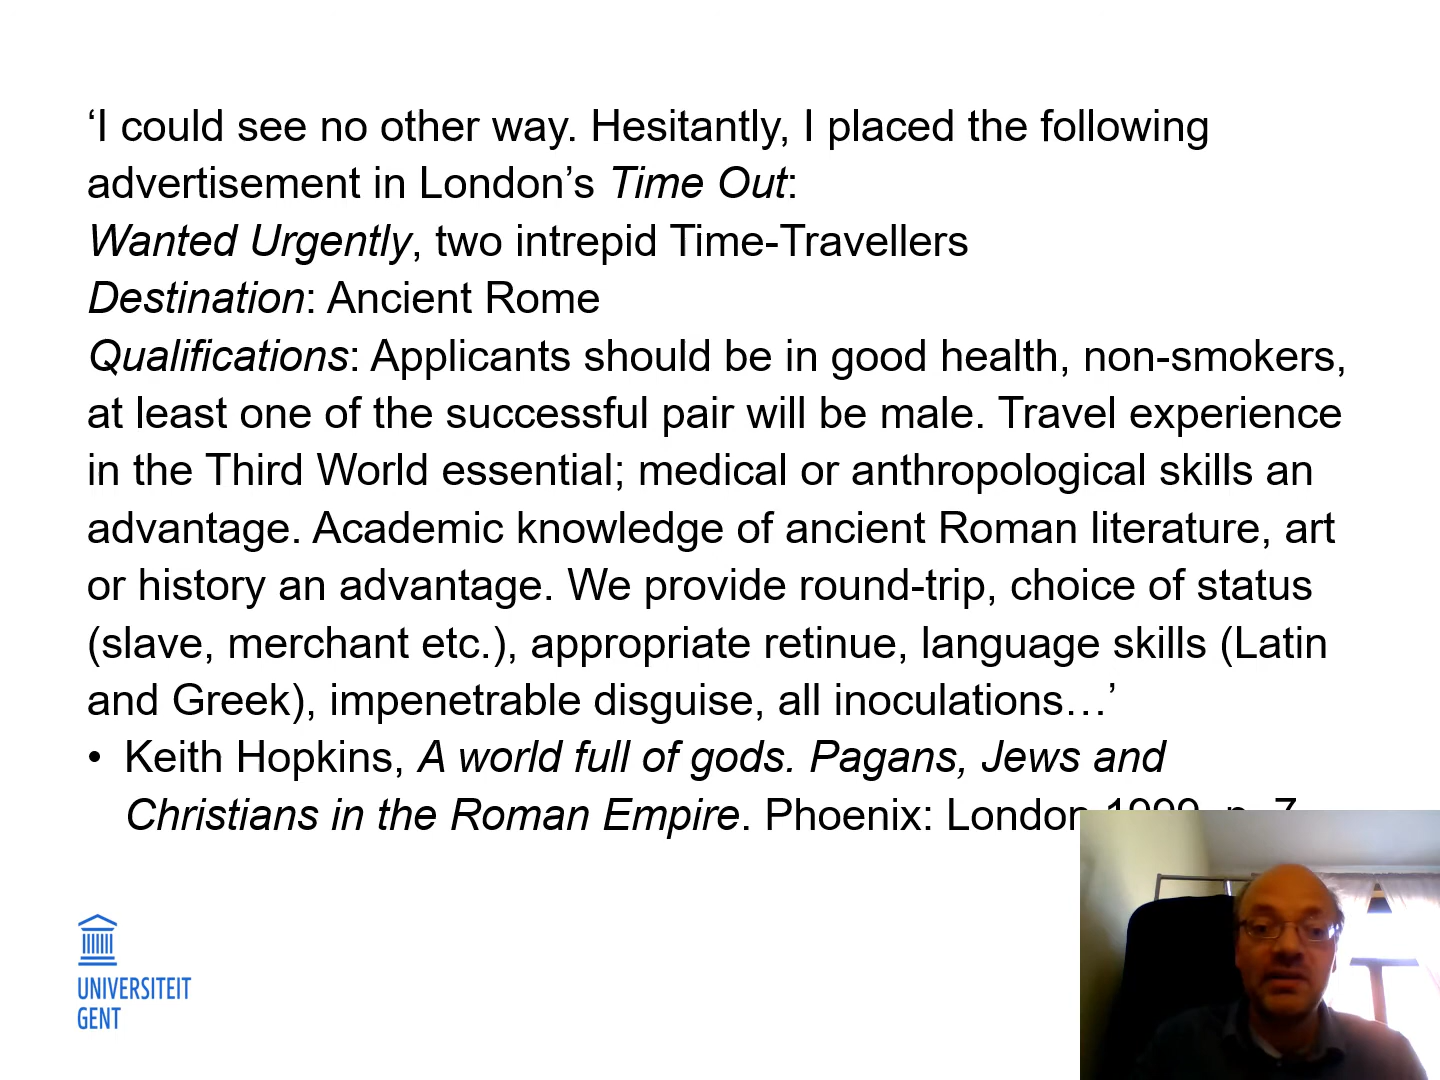 ‘I could see no other way. Hesitantly, I placed the following
advertisement in London’s Time Out:
Wanted Urgently, two intrepid Time-Travellers
Destination: Ancient Rome
Qualifications: Applicants should be in good health, non-smokers,
at least one of the successful pair will be male. Travel experience
in the Third World essential; medical or anthropological skills an
advantage. Academic knowledge of ancient Roman literature, art
or history an advantage. We provide round-trip, choice of status
(slave, merchant etc.), appropriate retinue, language skills (Latin
and Greek), impenetrable disguise, all inoculations…’
• Keith Hopkins, A world full of gods. Pagans, Jews and
Christians in the Roman Empire. Phoenix: London 1999, p. 7
UNIVERSITEIT
GENT